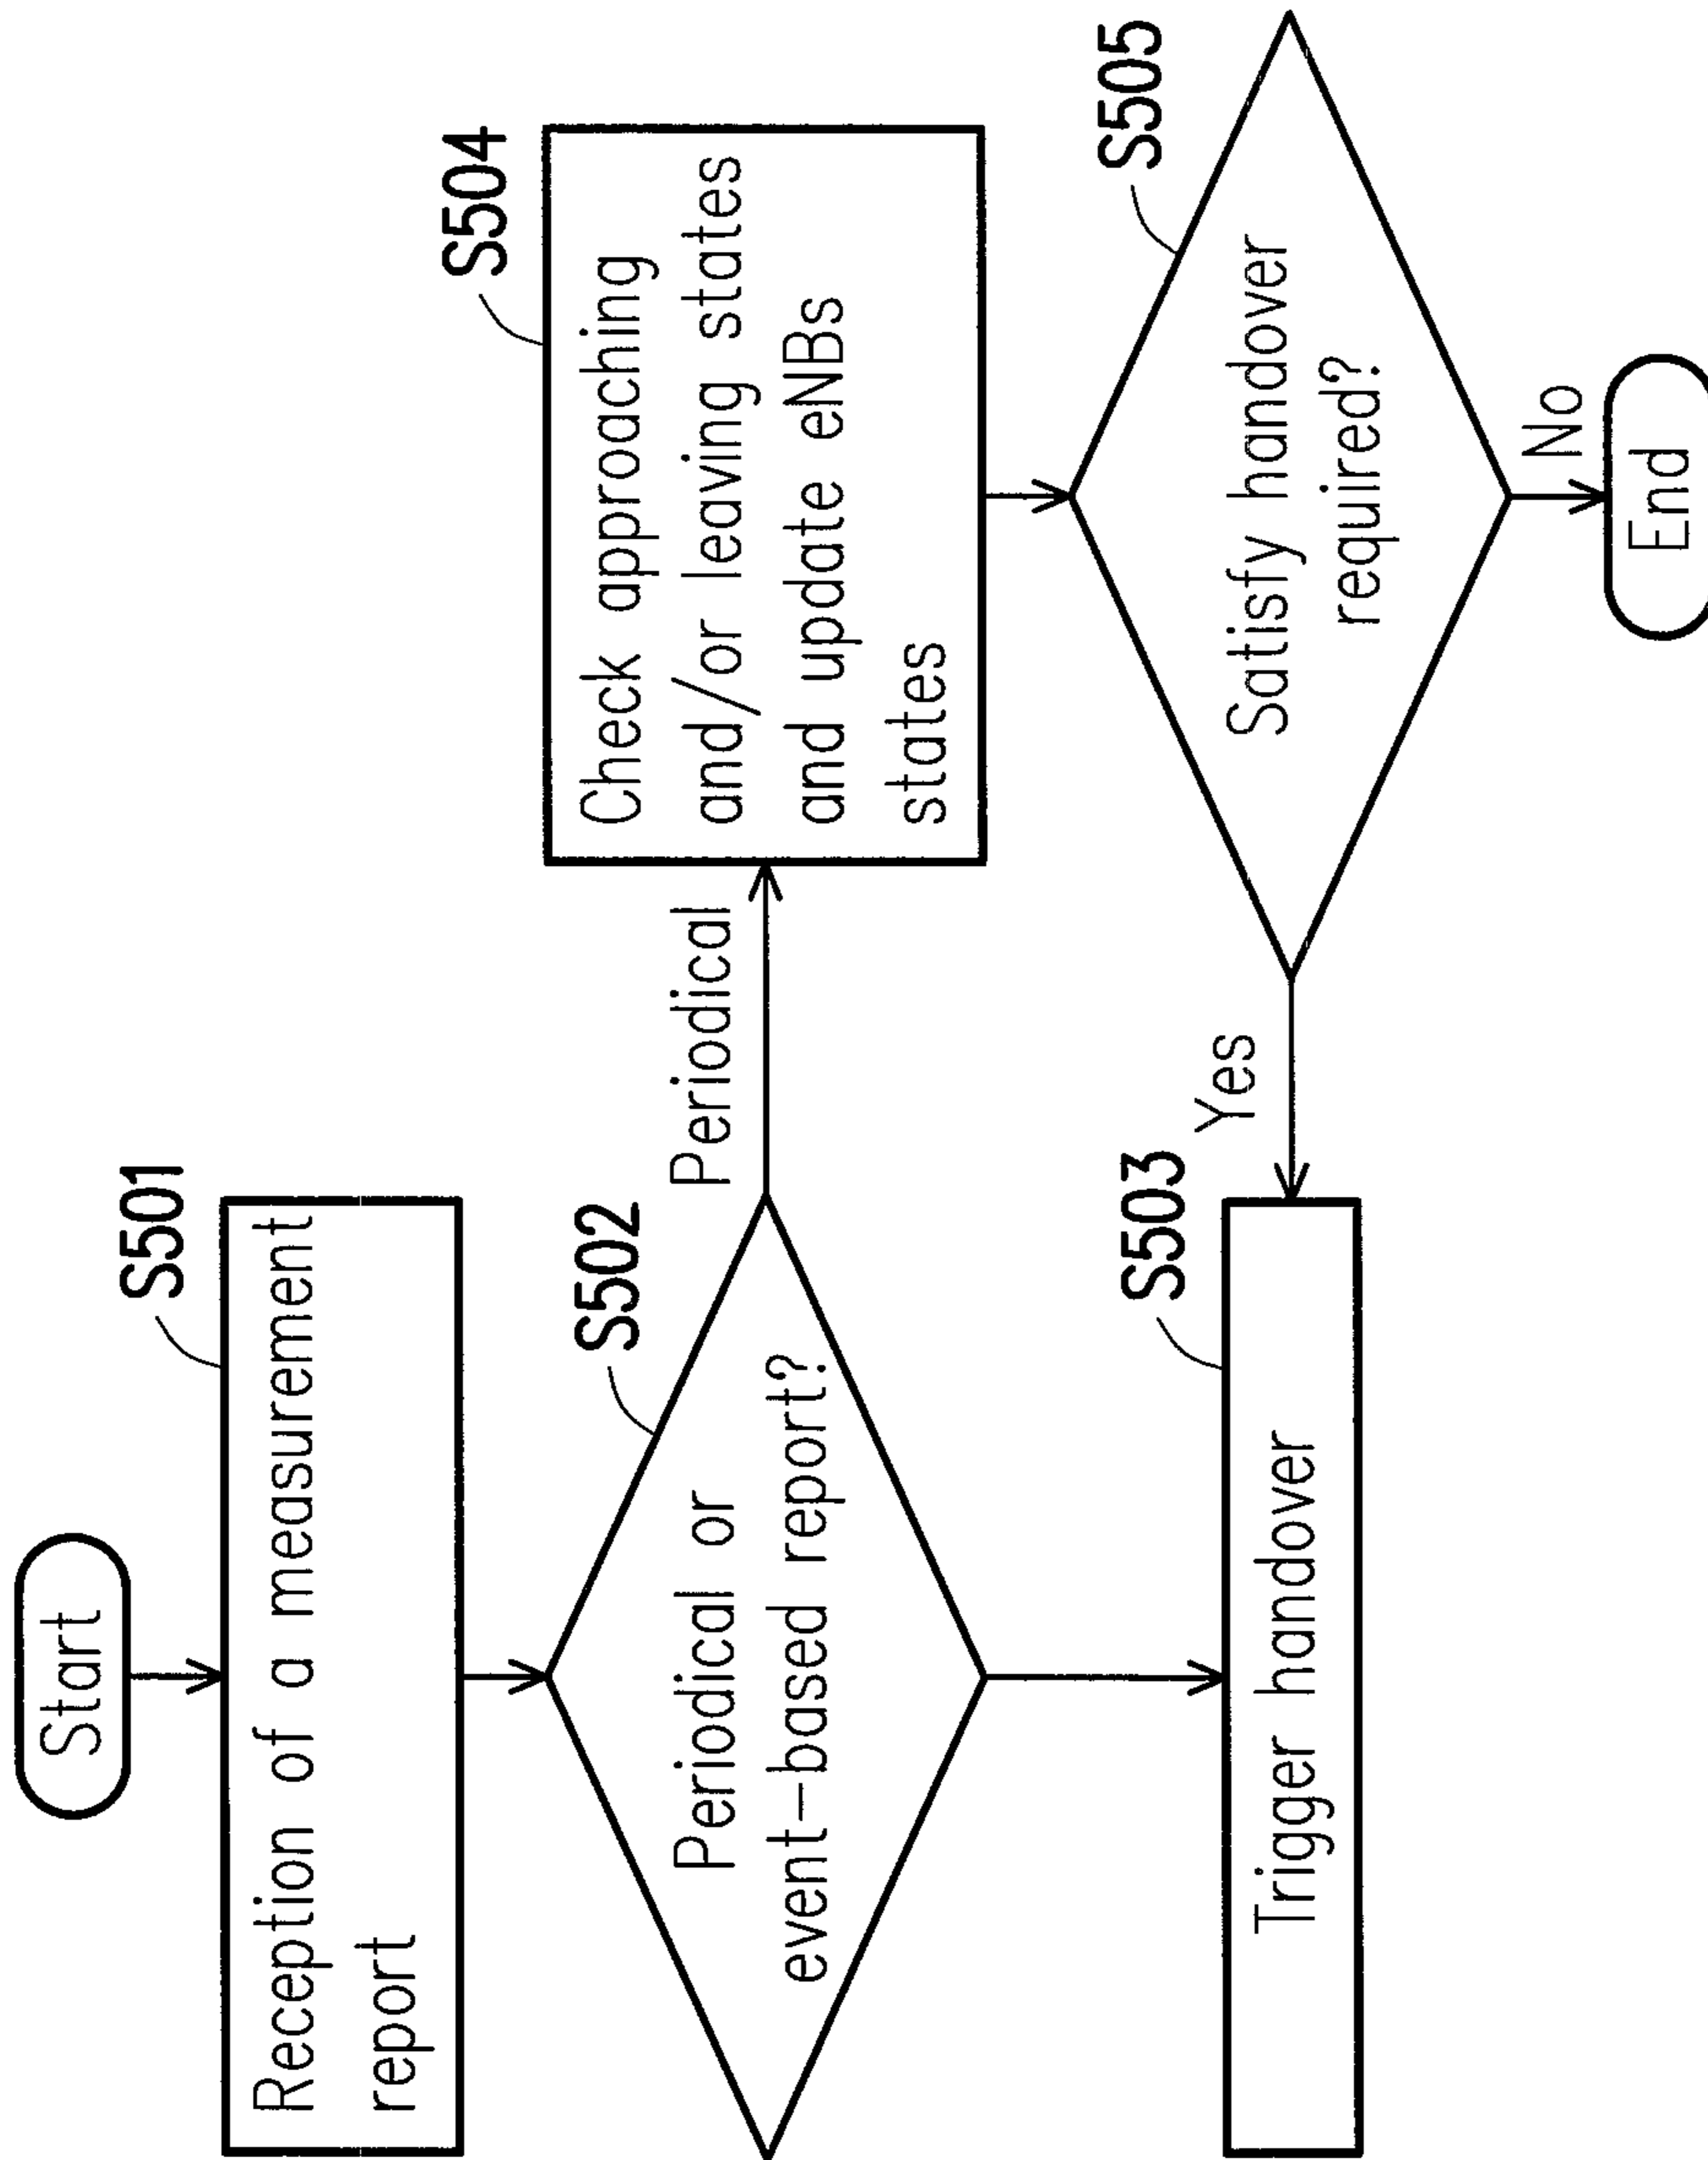 Start
S501
Reception of a measurement
report
S502
Periodical or
event-based report?
Periodical
S504
Check approaching
and/or leaving states
and update eNBs
states
S503
Trigger handover
Yes
S505
Satisfy handover
required?
No
End